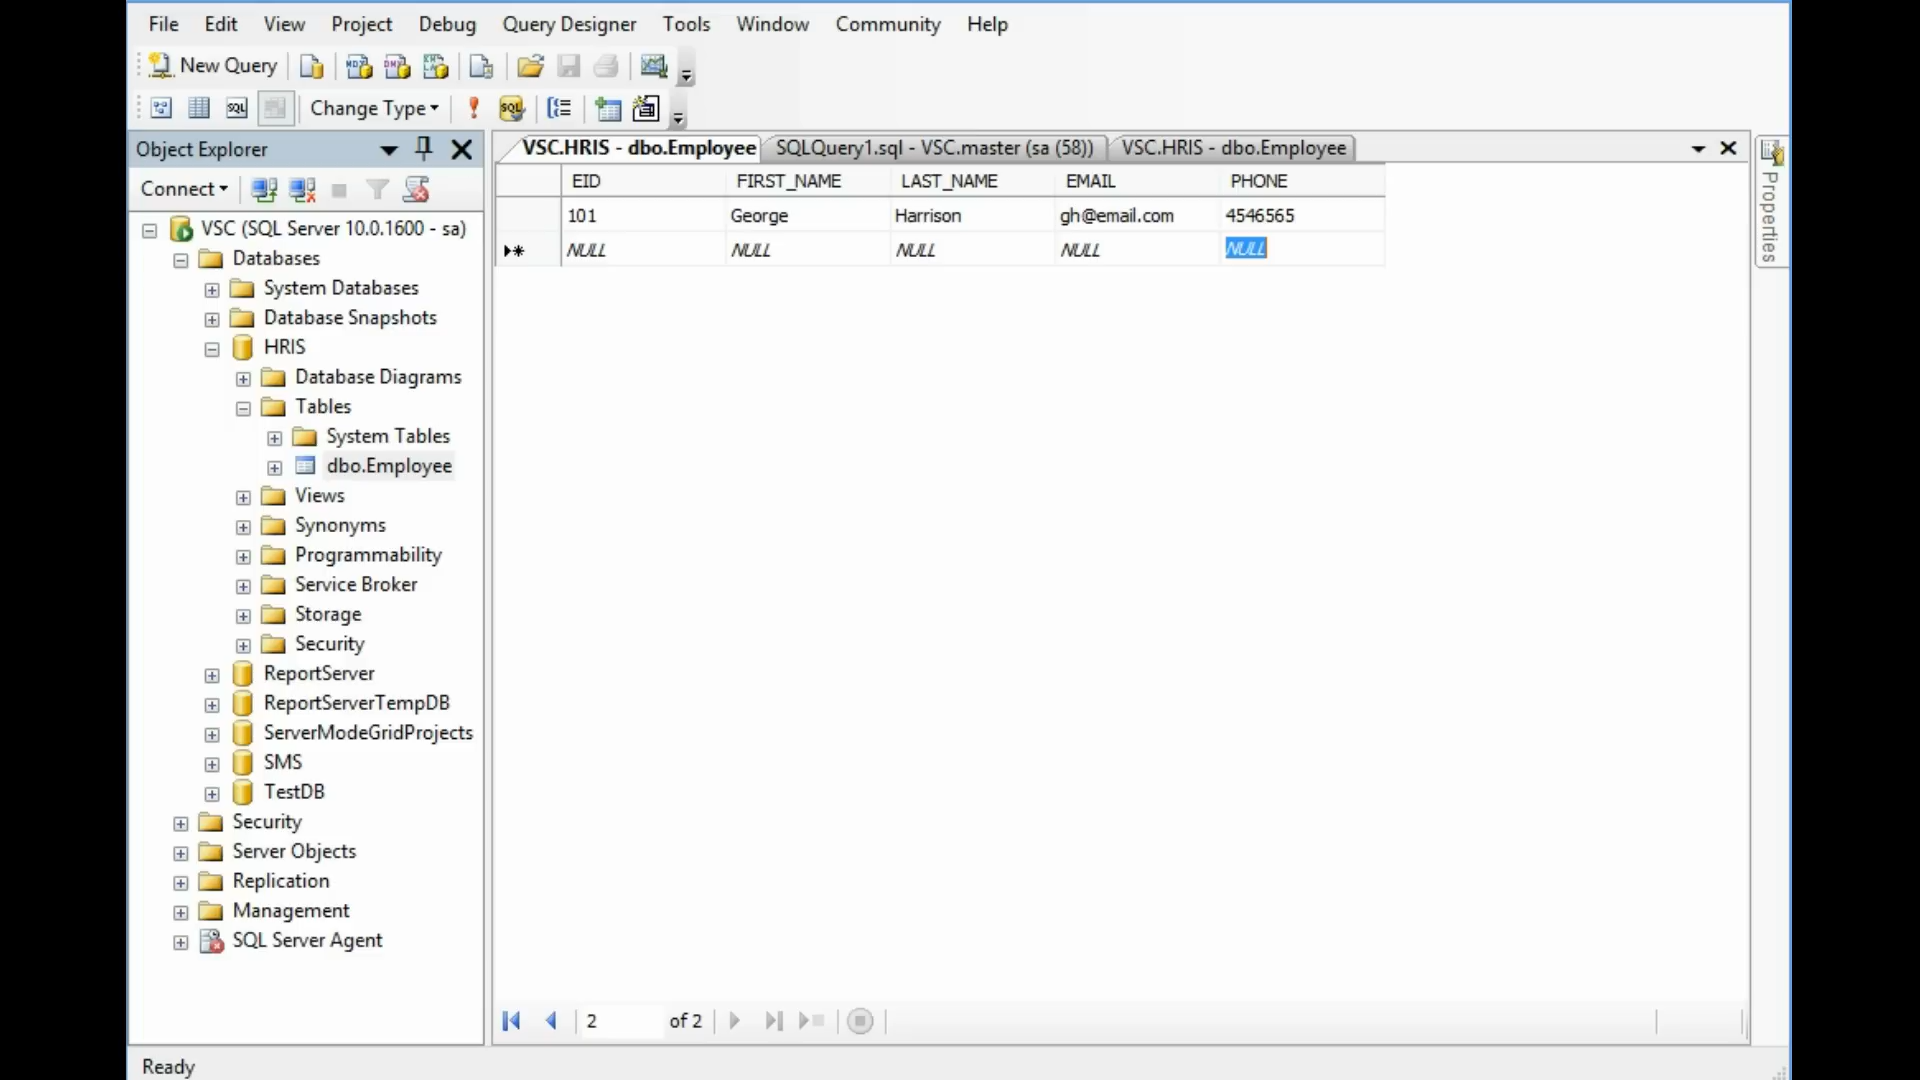 File Edit View Project Debug Query Designer Tools Window Community Help
New Query
SQL Change Type SQL
Object Explorer
Connect
VSC (SQL Server 10.0.1600 - sa)
Databases
System Databases
Database Snapshots
HRIS
Database Diagrams
Tables
System Tables
dbo.Employee
Views
Synonyms
Programmability
Service Broker
Storage
Security
ReportServer
ReportServerTempDB
ServerModeGridProjects
SMS
TestDB
Security
Server Objects
Replication
Management
SQL Server Agent
VSC.HRIS - dbo.Employee SQLQuery1.sql - VSC.master (sa (58)) VSC.HRIS - dbo.Employee
EID FIRST_NAME LAST_NAME EMAIL PHONE
101 George Harrison gh@email.com 4546565
NULL NULL NULL NULL NULL
2 of 2
Properties
Ready